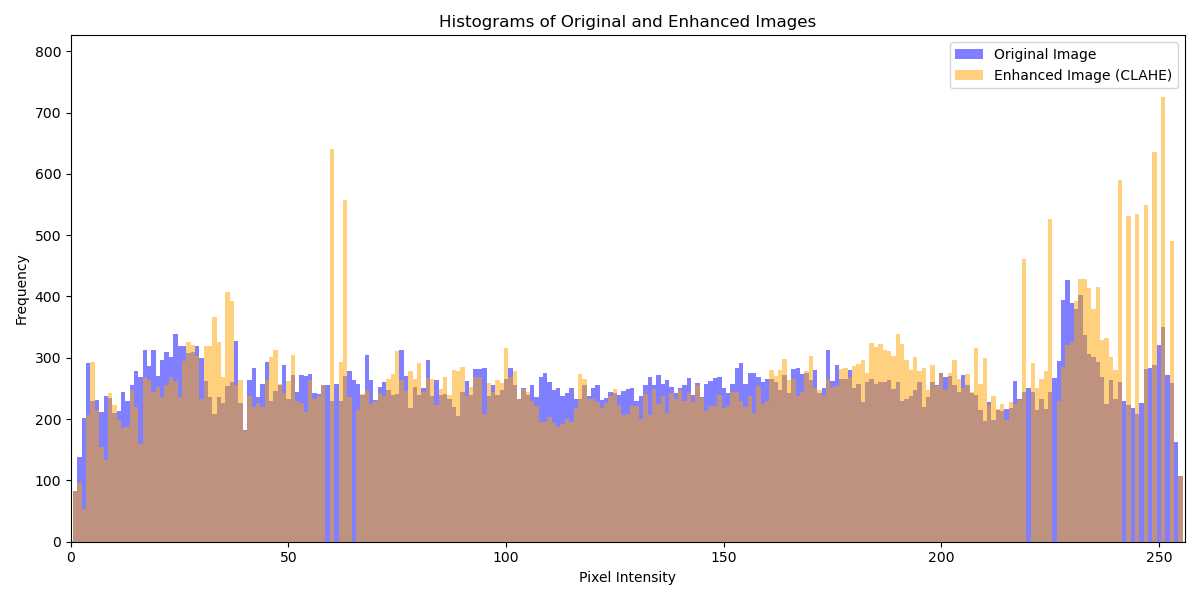 Histograms of Original and Enhanced Images
Original Image
Enhanced Image (CLAHE)
Frequency
800
700
600
500
400
300
200
100
0
0 50 100 150 200 250
Pixel Intensity